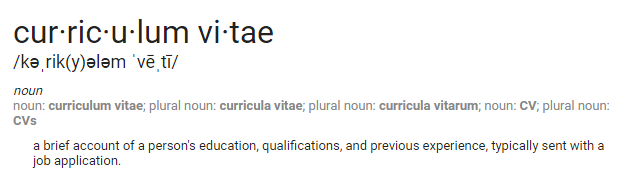 cur·ric·u·lum vi·tae
/kəˌrik(y)ələm ˈvēˌtī/
noun
noun: curriculum vitae; plural noun: curricula vitae; plural noun: curricula vitarum; noun: CV; plural noun:
CVs
a brief account of a person's education, qualifications, and previous experience, typically sent with a
job application.